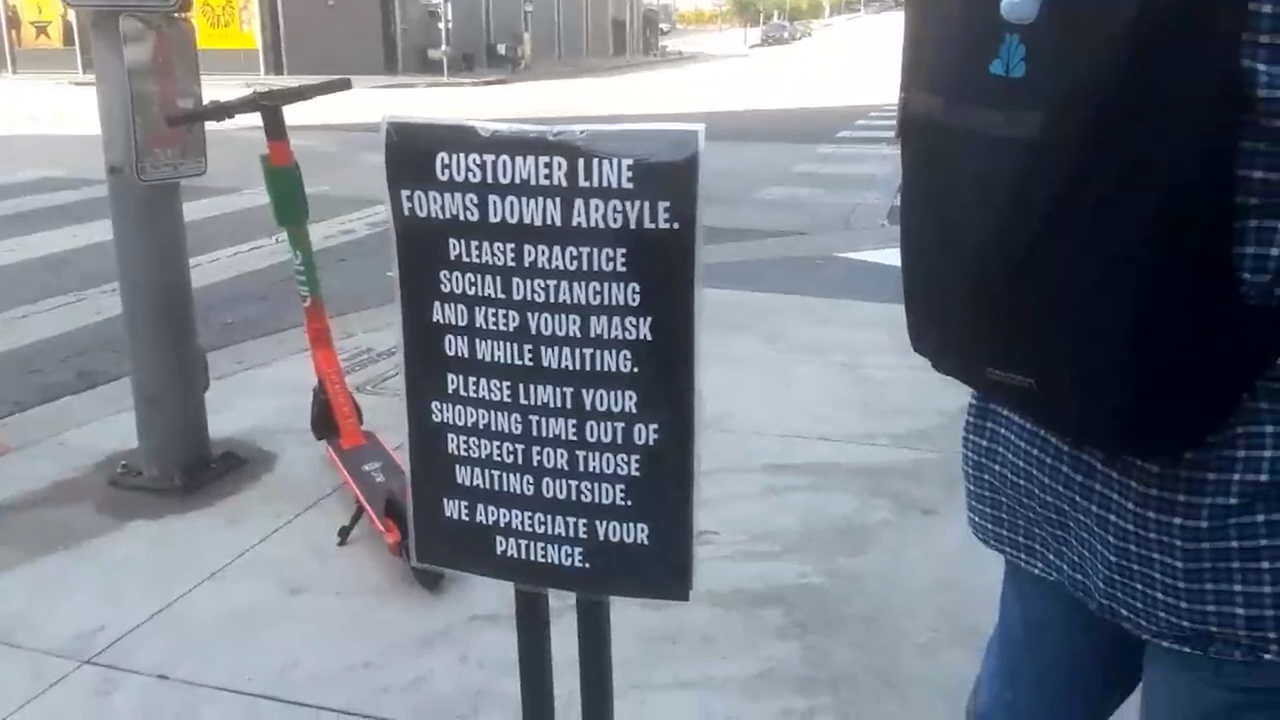 CUSTOMER LINE
FORMS DOWN ARGYLE.
PLEASE PRACTICE
SOCIAL DISTANCING
AND KEEP YOUR MASK
ON WHILE WAITING.
PLEASE LIMIT YOUR
SHOPPING TIME OUT OF
RESPECT FOR THOSE
WAITING OUTSIDE.
WE APPRECIATE YOUR
PATIENCE.